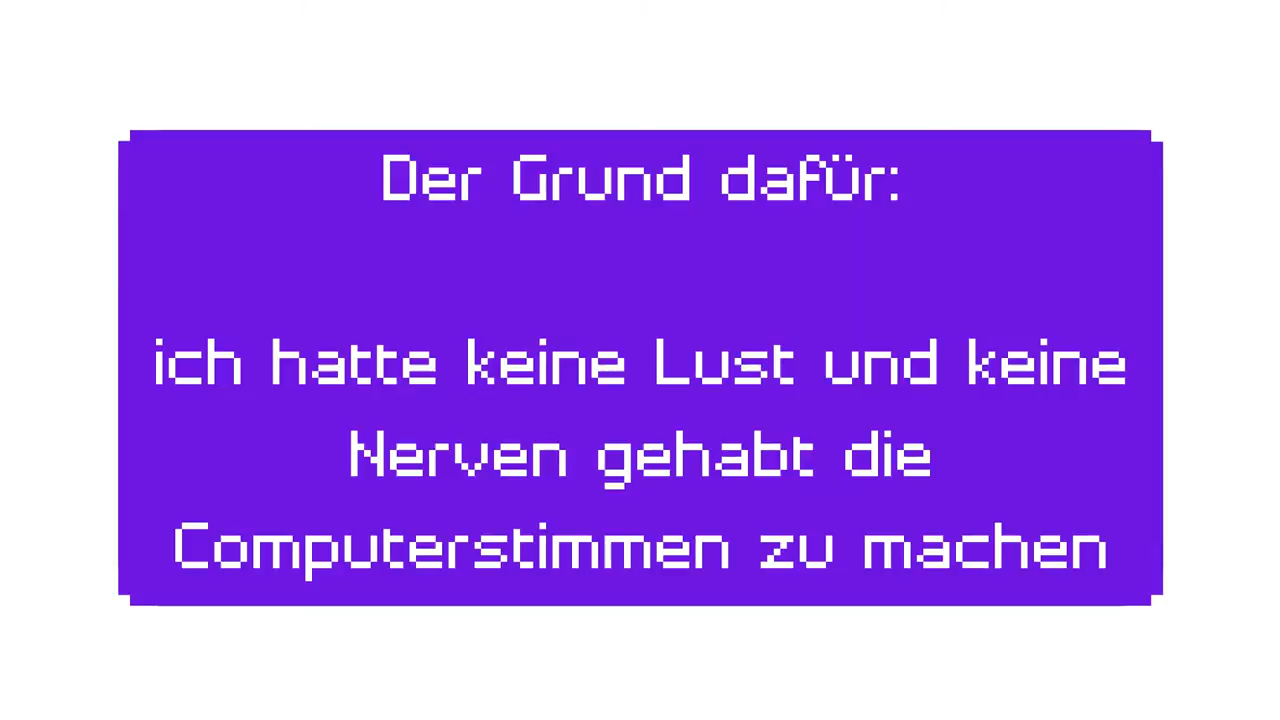 Der Grund dafür:
ich hatte keine Lust und keine
Nerven gehabt die
Computerstimmen zu machen